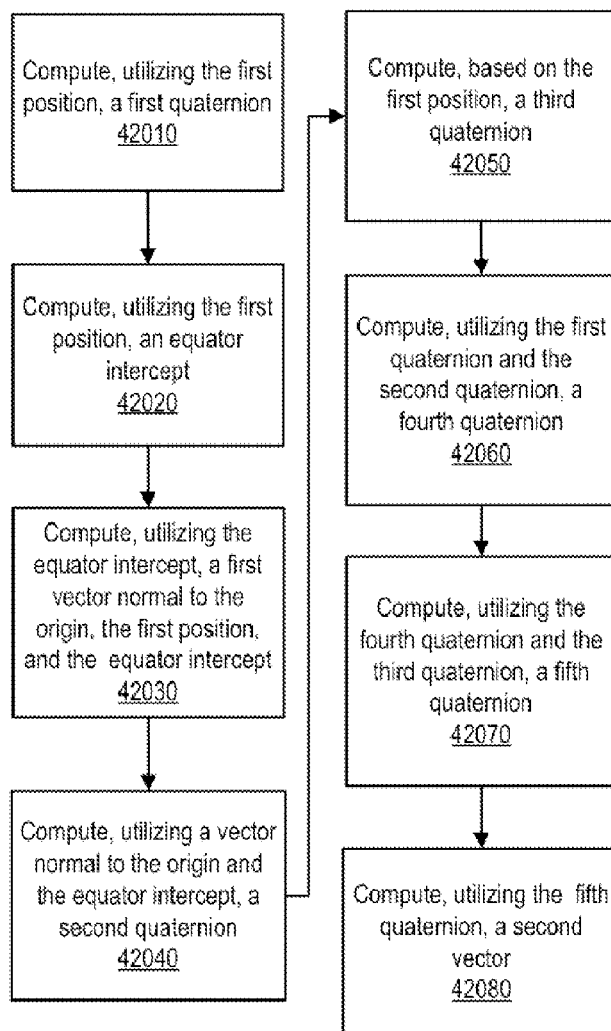 Compute, utilizing the first
position, a first quaternion
42010
Compute, utilizing the first
position, an equator
intercept
42020
Compute, utilizing the
equator intercept, a first
vector normal to the
origin, the first position,
and the equator intercept
42030
Compute, utilizing a vector
normal to the origin and
the equator intercept, a
second quaternion
42040
Compute, based on the
first position, a third
quaternion
42050
Compute, utilizing the first
quaternion and the
second quaternion, a
fourth quaternion
42060
Compute, utilizing the
fourth quaternion and the
third quaternion, a fifth
quaternion
42070
Compute, utilizing the fifth
quaternion, a second
vector
42080